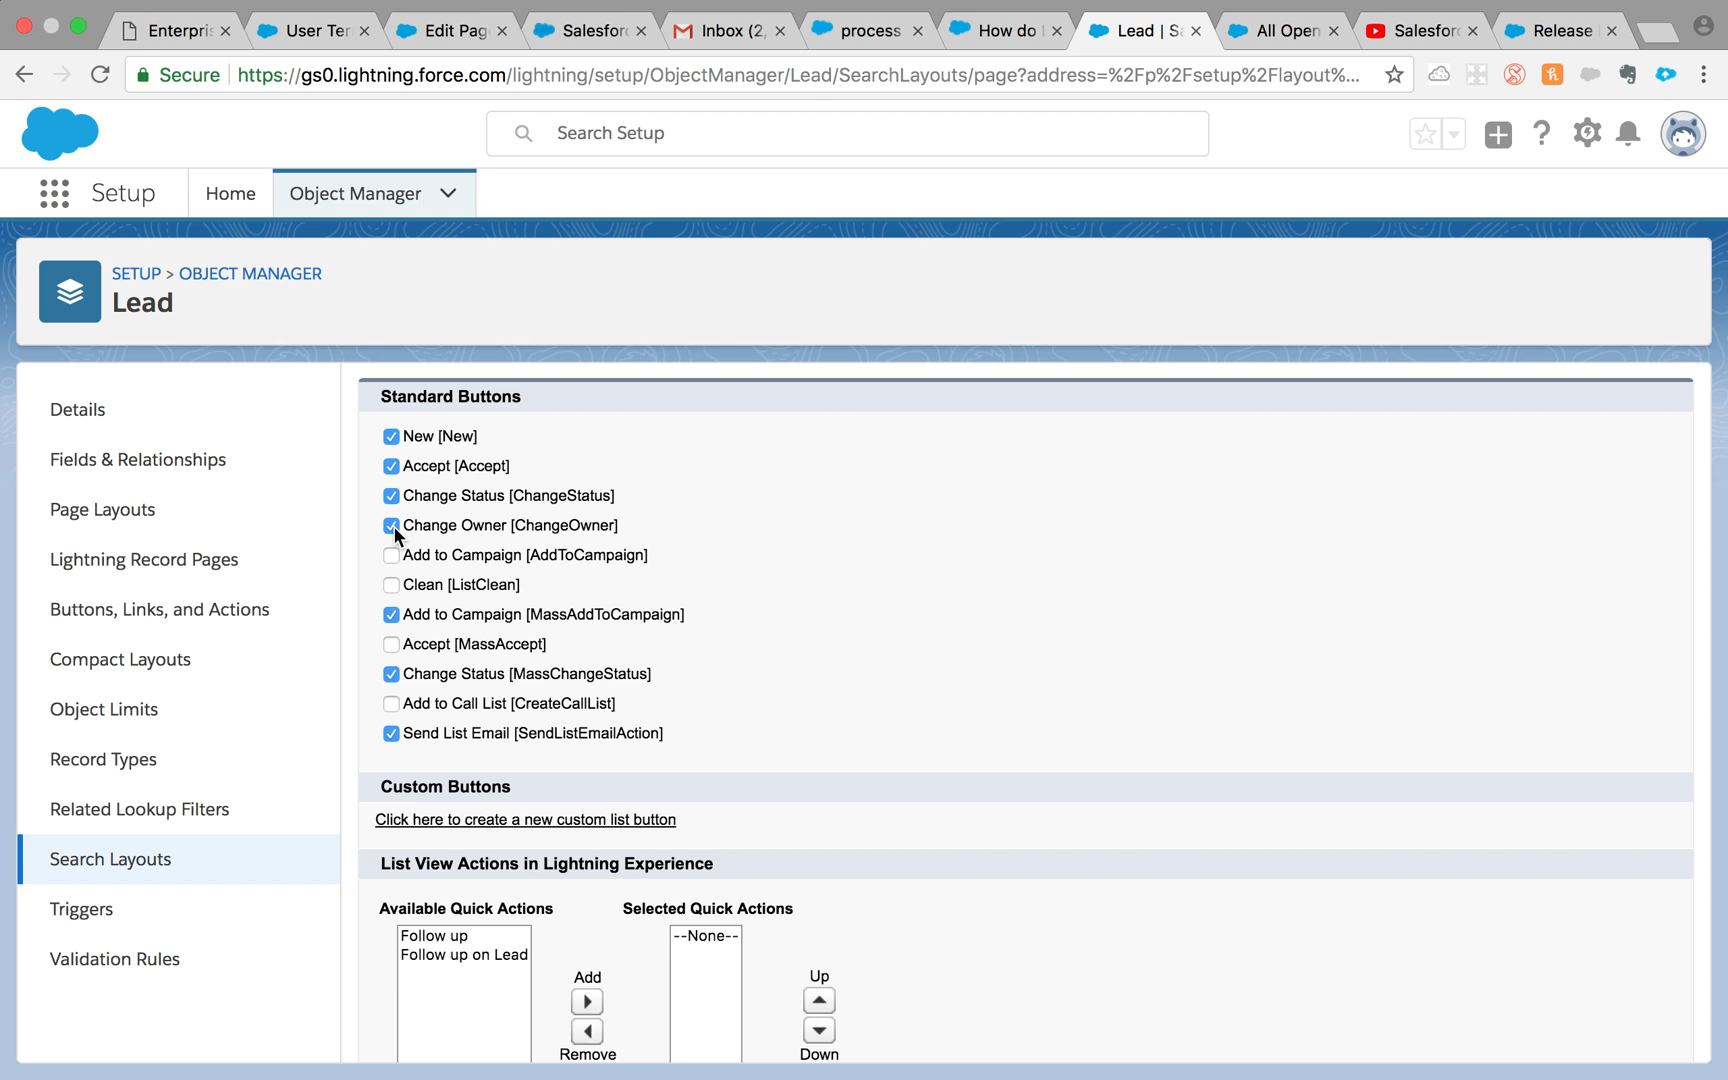 Enterpri
User Ter
Edit Pag
Salesfor
Inbox (2,
process
How do
Lead | Sa
All Open
Salesfor
Release
Secure
https://gs0.lightning.force.com/lightning/setup/ObjectManager/Lead/SearchLayouts/page?address=%2Fp%2Fsetup%2Flayout%...
Search Setup
Setup
Home
Object Manager
SETUP > OBJECT MANAGER
Lead
Details
Fields & Relationships
Page Layouts
Lightning Record Pages
Buttons, Links, and Actions
Compact Layouts
Object Limits
Record Types
Related Lookup Filters
Search Layouts
Triggers
Validation Rules
Standard Buttons
New [New]
Accept [Accept]
Change Status [ChangeStatus]
Change Owner [ChangeOwner]
Add to Campaign [AddToCampaign]
Clean [ListClean]
Add to Campaign [MassAddToCampaign]
Accept [MassAccept]
Change Status [MassChangeStatus]
Add to Call List [CreateCallList]
Send List Email [SendListEmailAction]
Custom Buttons
Click here to create a new custom list button
List View Actions in Lightning Experience
Available Quick Actions
Selected Quick Actions
Follow up
Follow up on Lead
Add
Remove
--None--
Up
Down